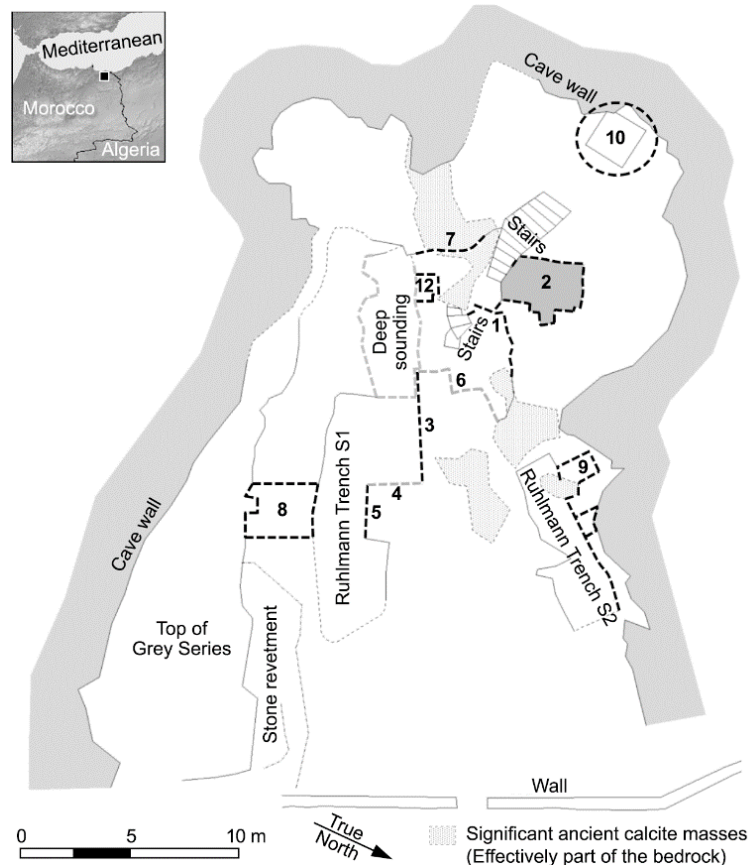 Mediterranean
Morocco
Algeria
Cave wall
10
Stairs
7
2
12
Deep
sounding
Stairs
1
6
3
9
Ruhlmann Trench S1
4
8
5
Ruhlmann Trench S2
Cave wall
Top of
Grey Series
Stone revetment
Wall
0
5
10 m
True
North
Significant ancient calcite masses
(Effectively part of the bedrock)